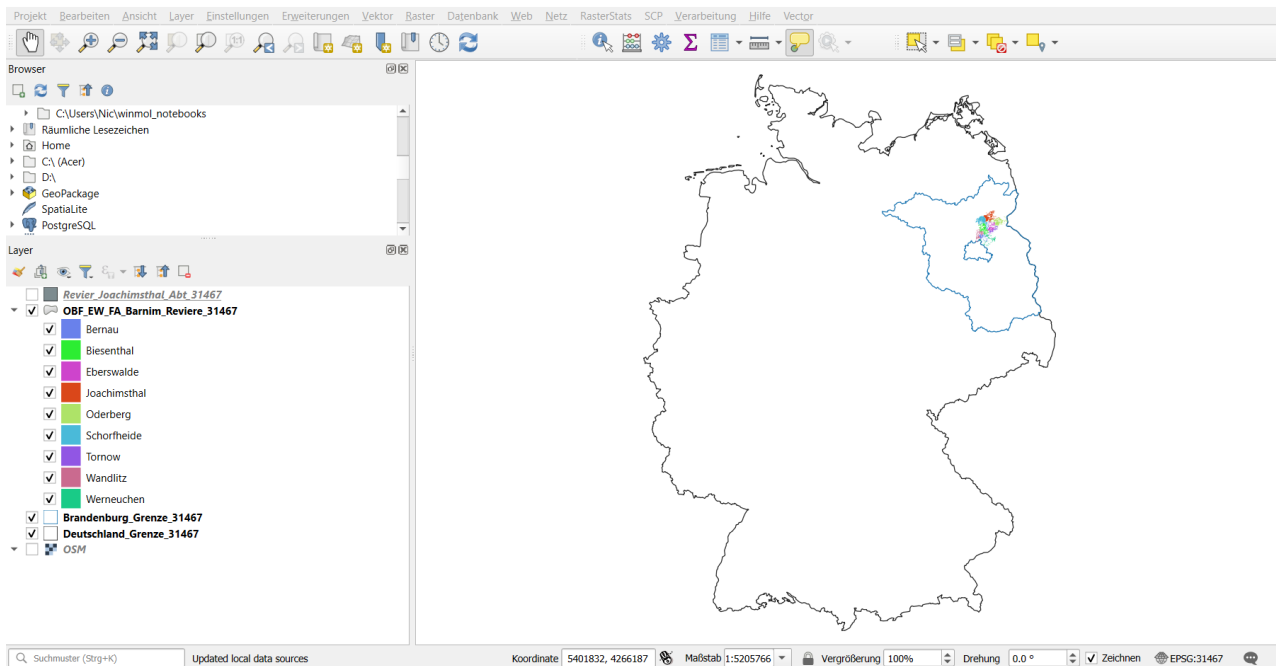 Projekt Bearbeiten Ansicht Layer Einstellungen Erweiterungen Vektor Raster Datenbank Web Netz RasterStats SCP Verarbeitung Hilfe Vector
Browser
C:\Users\Nic\winmol_notebooks
Räumliche Lesezeichen
Home
C:\ (Acer)
D:\
GeoPackage
SpatiaLite
PostgreSQL
Layer
Revier_Joachimsthal_Abt_31467
OBF_EW_FA_Barnim_Reviere_31467
Bernau
Biesenthal
Eberswalde
Joachimsthal
Oderberg
Schorfheide
Tornow
Wandlitz
Werneuchen
Brandenburg_Grenze_31467
Deutschland_Grenze_31467
OSM
Suchmuster (Strg+K) Updated local data sources Koordinate 5401832, 4266187 Maßstab 1:5205766 Vergrößerung 100% Drehung 0.0 ° Zeichnen EPSG:31467